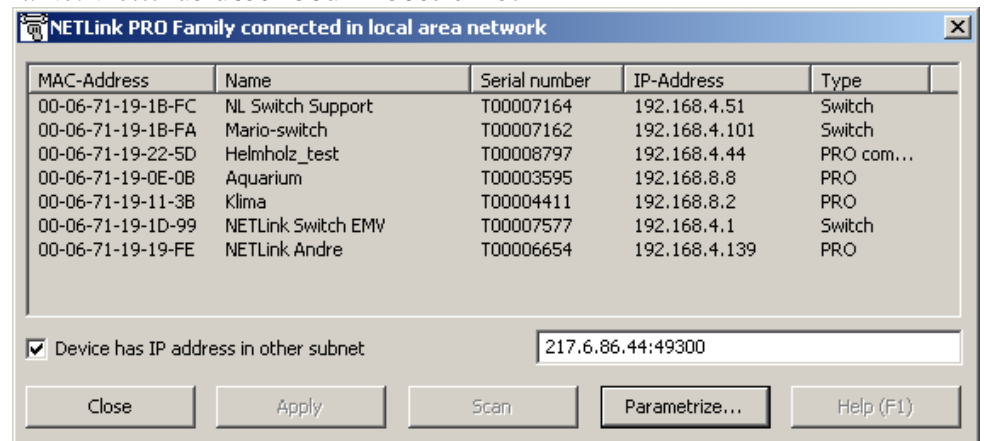 NETLink PRO Family connected in local area network
MAC-Address Name Serial number IP-Address Type
00-06-71-19-1B-FC NL Switch Support T00007164 192.168.4.51 Switch
00-06-71-19-1B-FA Mario-switch T00007162 192.168.4.101 Switch
00-06-71-19-22-5D Helmholz_test T00008797 192.168.4.44 PRO com...
00-06-71-19-0E-0B Aquarium T00003595 192.168.8.8 PRO
00-06-71-19-11-3B Klima T00004411 192.168.8.2 PRO
00-06-71-19-1D-99 NETLink Switch EMV T00007577 192.168.4.1 Switch
00-06-71-19-19-FE NETLink Andre T00006654 192.168.4.139 PRO
Device has IP address in other subnet 217.6.86.44:49300
Close Apply Scan Parametrize... Help (F1)